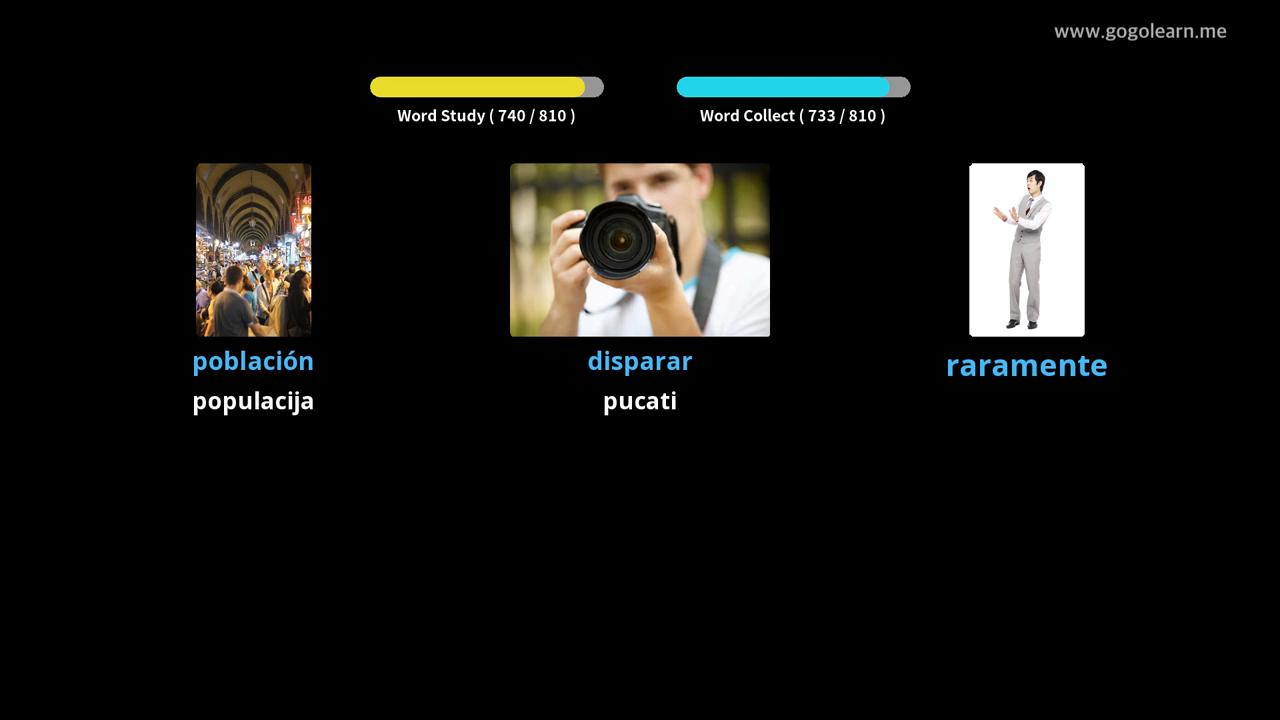 www.gogolearn.me
Word Study ( 740 / 810 )
Word Collect ( 733 / 810 )
población
disparar
raramente
populacija
pucati